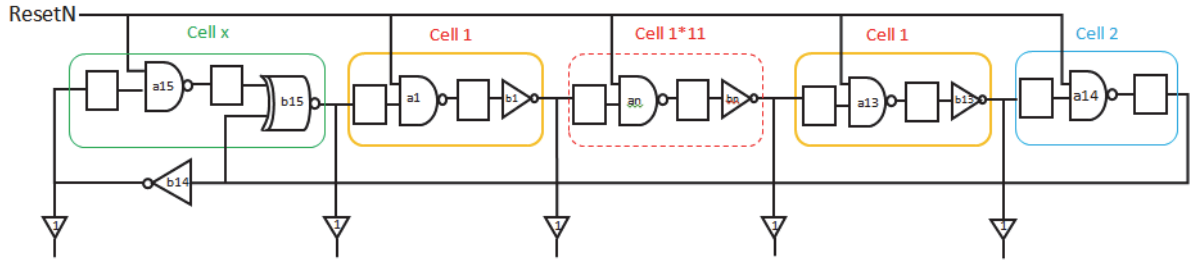 ResetN
Cell x
Cell 1
Cell 1*11
Cell 1
Cell 2
a15
b15
a1
b1
an
bn
a13
b13
a14
b14
1
1
1
1
1